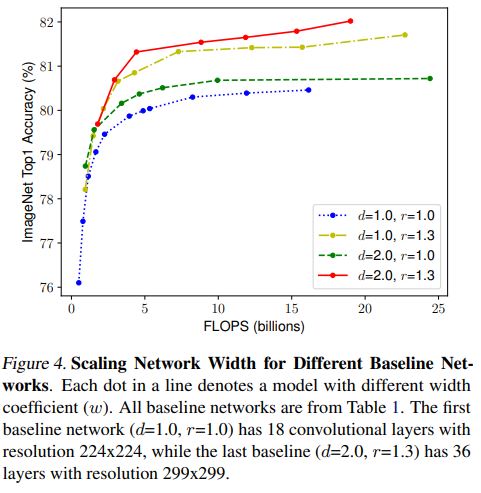 82
81
80
79
78
77
76
ImageNet Top1 Accuracy (%)
d=1.0, r=1.0
d=1.0, r=1.3
d=2.0, r=1.0
d=2.0, r=1.3
0 5 10 15 20 25
FLOPS (billions)
Figure 4. Scaling Network Width for Different Baseline Net-
works. Each dot in a line denotes a model with different width
coefficient (w). All baseline networks are from Table 1. The first
baseline network (d=1.0, r=1.0) has 18 convolutional layers with
resolution 224x224, while the last baseline (d=2.0, r=1.3) has 36
layers with resolution 299x299.